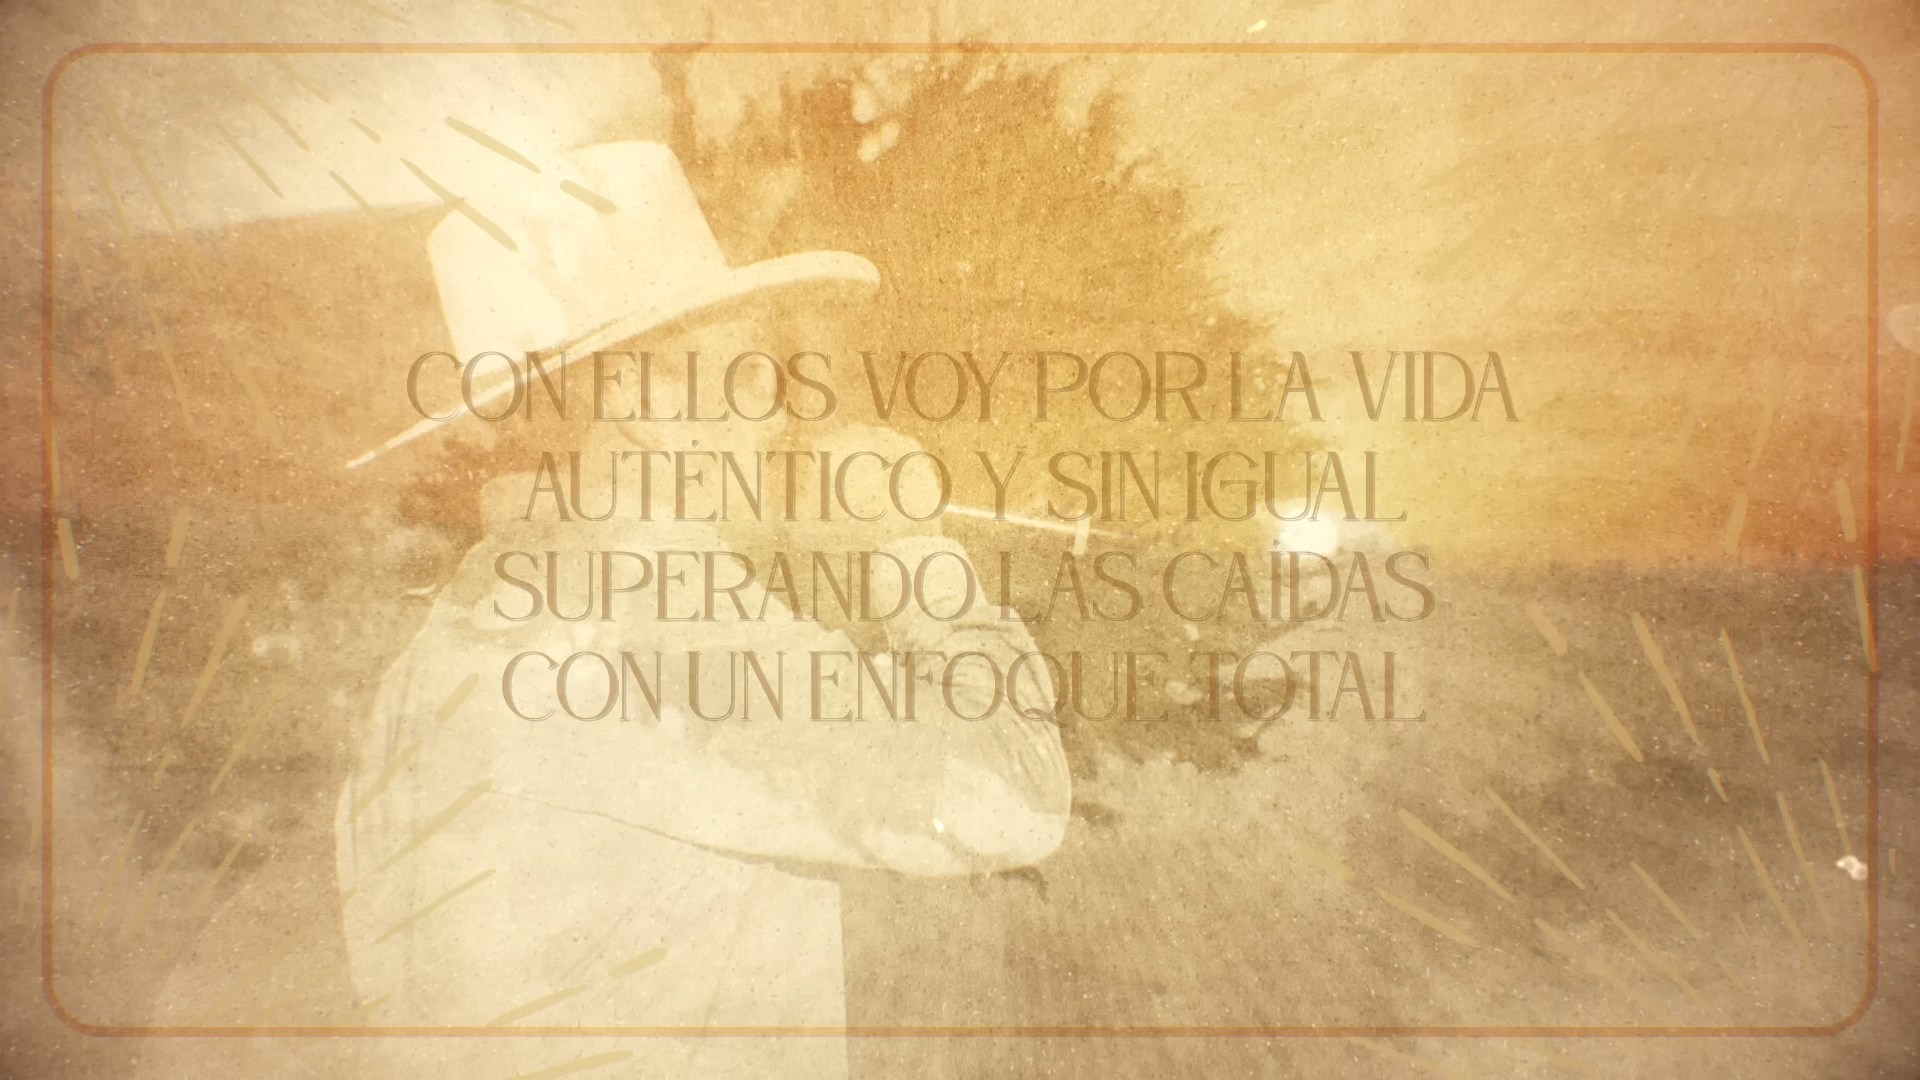 CON ELLOS VOY POR LA VIDA
AUTÉNTICO Y SIN IGUAL
SUPERANDO LAS CAÍDAS
CON UN ENFOQUE TOTAL